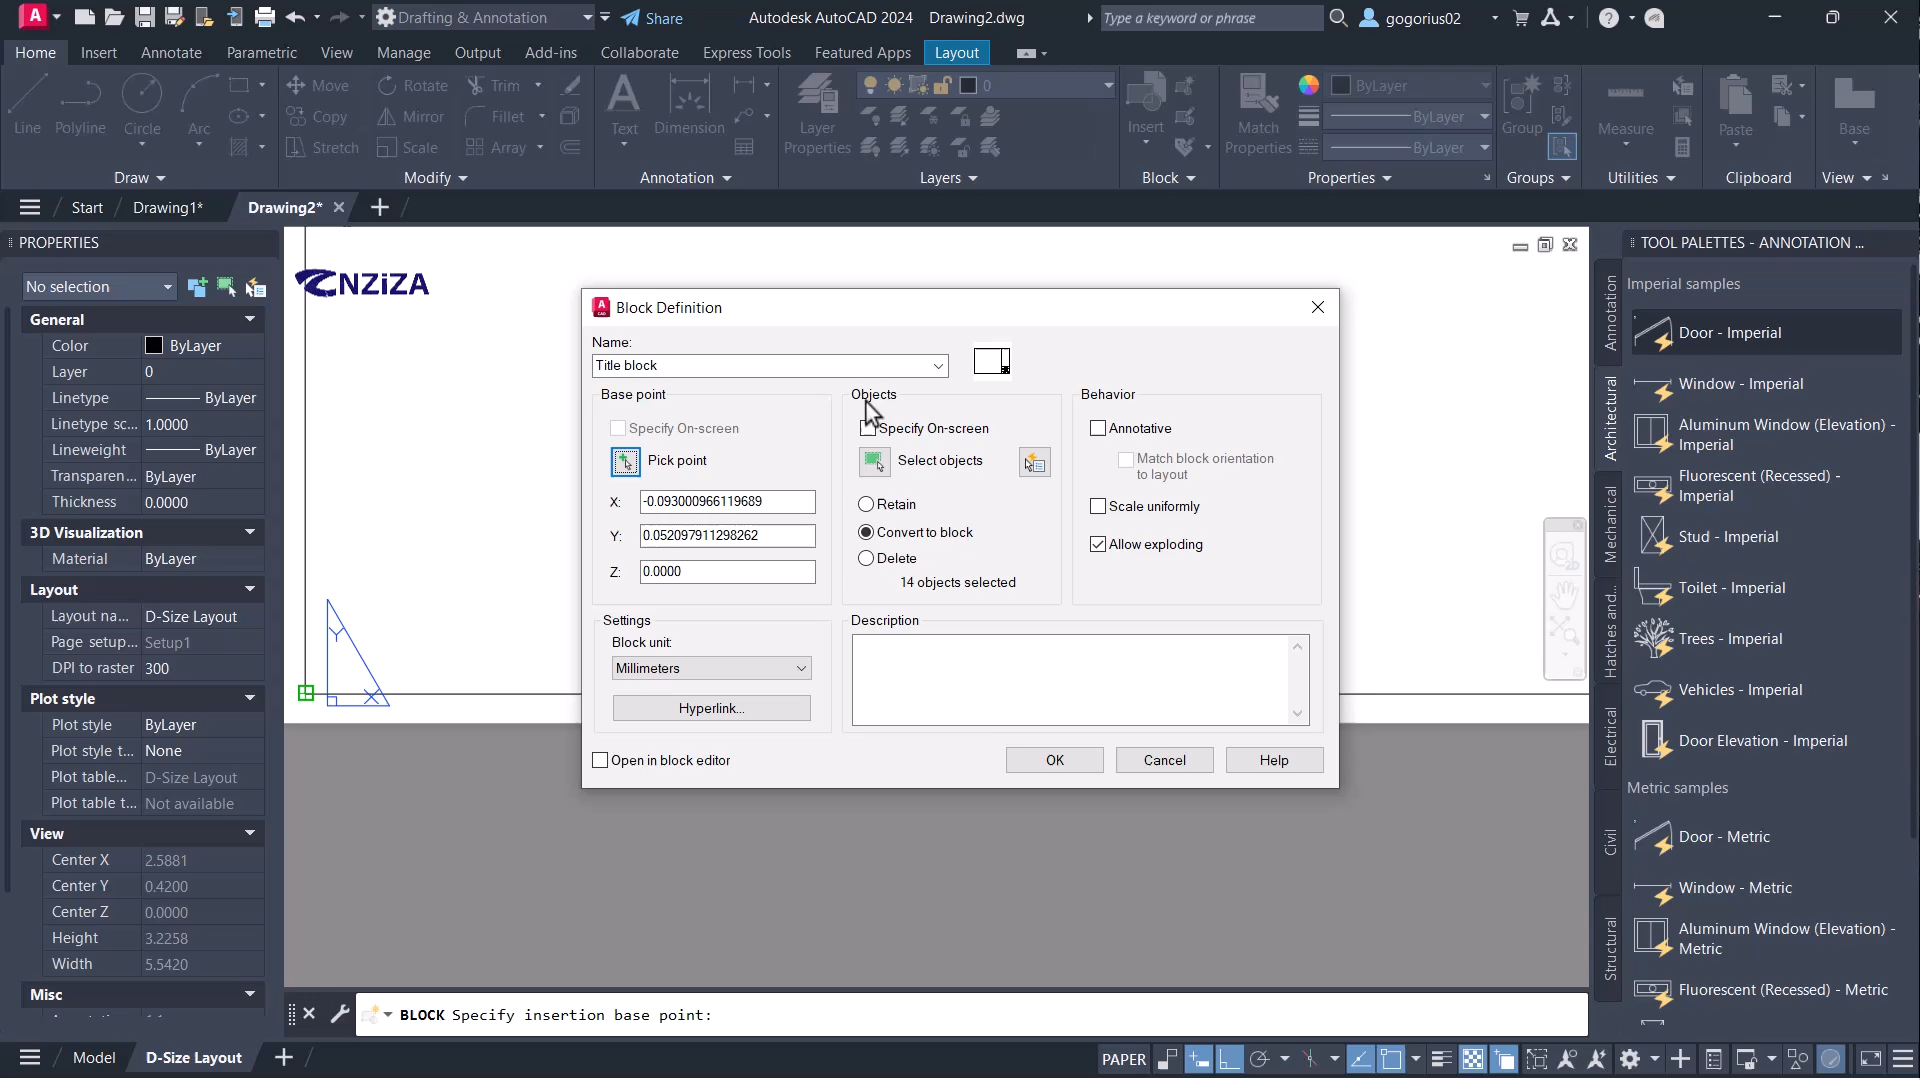 Drafting & Annotation
Share
Autodesk AutoCAD 2024 Drawing2.dwg
Type a keyword or phrase
gogorius02
Home Insert Annotate Parametric View Manage Output Add-ins Collaborate Express Tools Featured Apps Layout
Line Polyline Circle Arc
Move Rotate Trim
Copy Mirror Fillet
Stretch Scale Array
Text Dimension
Layer Properties
0
Insert
Match Properties
ByLayer
ByLayer
ByLayer
Group
Measure
Paste
Base
Draw Modify Annotation Layers Block Properties Groups Utilities Clipboard View
Start Drawing1* Drawing2*
PROPERTIES
No selection
General
Color ByLayer
Layer 0
Linetype ByLayer
Linetype sc... 1.0000
Lineweight ByLayer
Transparen... ByLayer
Thickness 0.0000
3D Visualization
Material ByLayer
Layout
Layout na... D-Size Layout
Page setup... Setup1
DPI to raster 300
Plot style
Plot style ByLayer
Plot style t... None
Plot table... D-Size Layout
Plot table t... Not available
View
Center X 2.5881
Center Y 0.4200
Center Z 0.0000
Height 3.2258
Width 5.5420
Misc
NZiZA
Y
X
Block Definition
Name:
Title block
Base point
Specify On-screen
Pick point
X: -0.093000966119689
Y: 0.052097911298262
Z: 0.0000
Objects
Specify On-screen
Select objects
Retain
Convert to block
Delete
14 objects selected
Behavior
Annotative
Match block orientation
to layout
Scale uniformly
Allow exploding
Settings
Block unit:
Millimeters
Hyperlink...
Description
Open in block editor
OK Cancel Help
BLOCK Specify insertion base point:
Model D-Size Layout
PAPER
TOOL PALETTES - ANNOTATION ...
Annotation
Architectural
Mechanical
Hatches and...
Electrical
Civil
Structural
Imperial samples
Door - Imperial
Window - Imperial
Aluminum Window (Elevation) -
Imperial
Fluorescent (Recessed) -
Imperial
Stud - Imperial
Toilet - Imperial
Trees - Imperial
Vehicles - Imperial
Door Elevation - Imperial
Metric samples
Door - Metric
Window - Metric
Aluminum Window (Elevation) -
Metric
Fluorescent (Recessed) - Metric